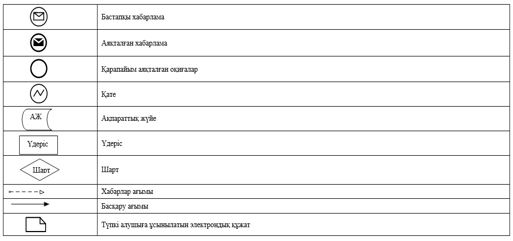 Бастапқы хабарлама
Аяқталған хабарлама
Қарапайым аяқталған оқиғалар
Қате
АЖ Ақпараттық жүйе
Үдеріс Үдеріс
Шарт Шарт
Хабарлар ағымы
Басқару ағымы
Түпкі алушыға ұсынылатын электрондық құжат